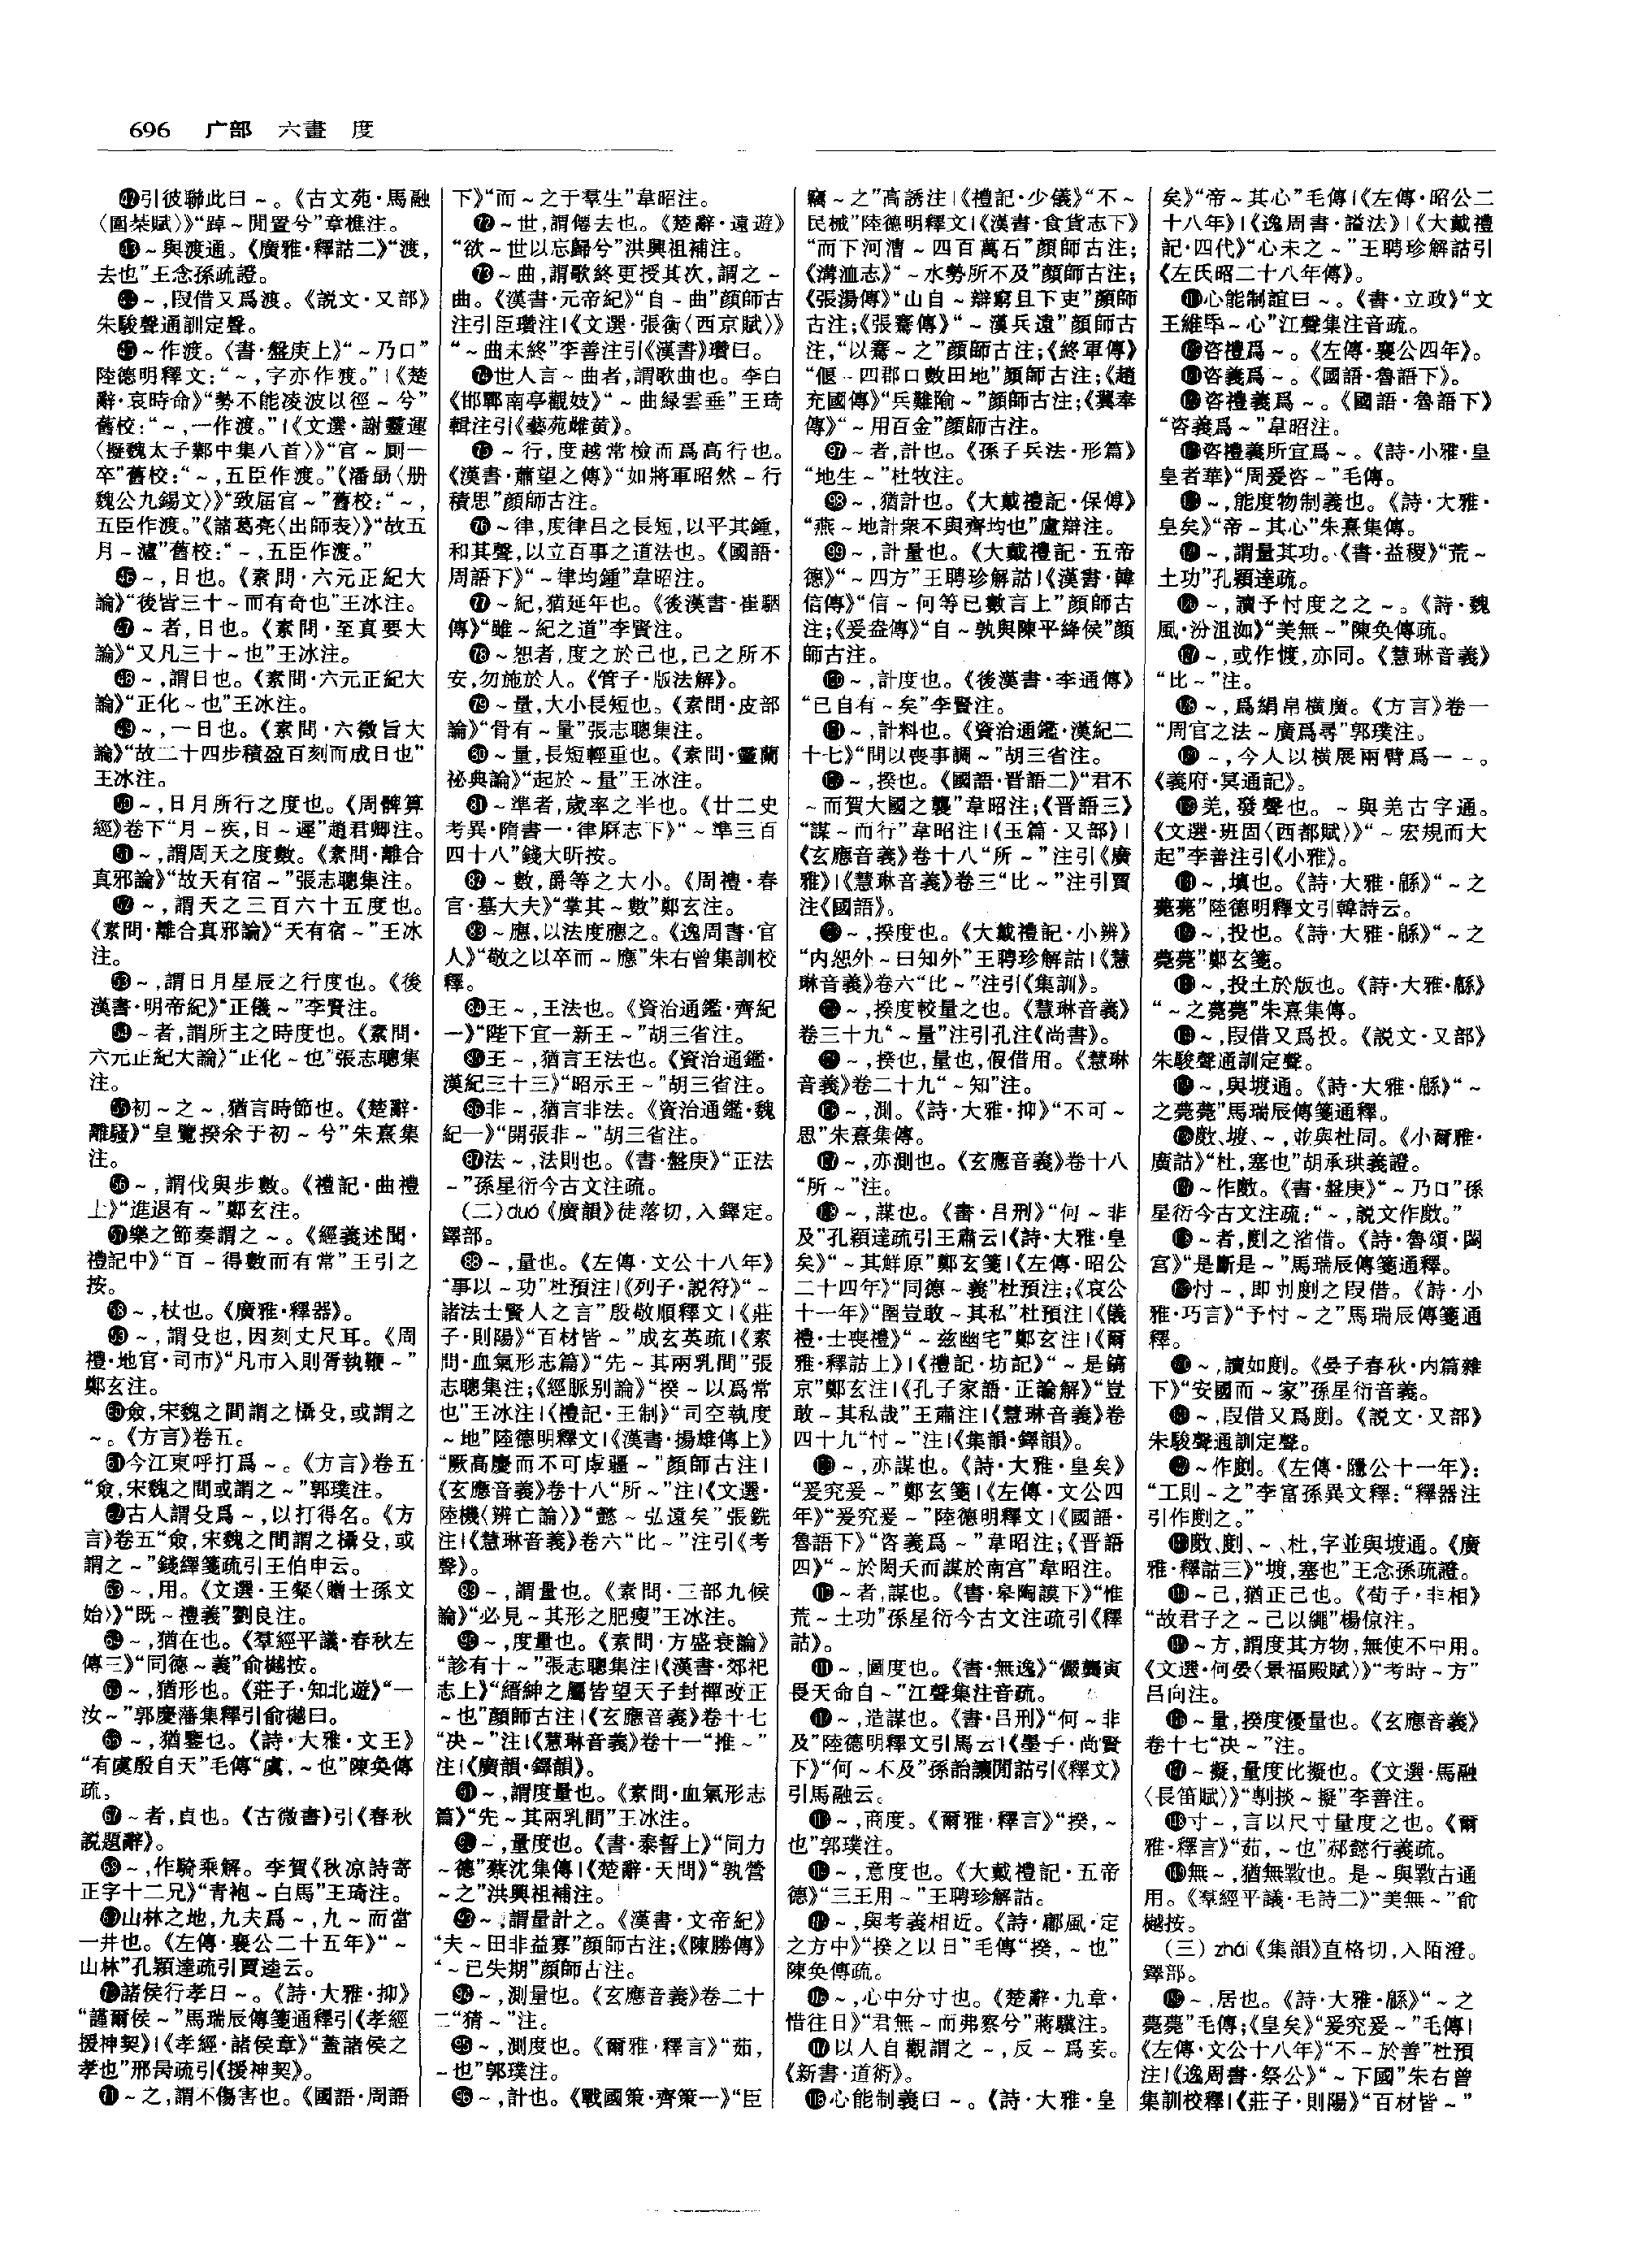 696 广部 六畫 度
㊷引彼聯此曰～。《古文苑·馬融
〈圍棊賦〉》“踔～閒置兮”章樵注。
㊸～與渡通。《廣雅·釋詁二》“渡，
去也”王念孫疏證。
㊹～，叚借又爲渡。《説文·又部》
朱駿聲通訓定聲。
㊺～作渡。《書·盤庚上》“～乃口”
陸德明釋文：“～，字亦作渡。”|《楚
辭·哀時命》“勢不能凌波以徑～兮”
舊校：“～，一作渡。”|《文選·謝靈運
〈擬魏太子鄴中集八首〉》“官～厠一
卒”舊校：“～，五臣作渡。”《潘勗〈册
魏公九錫文〉》“致届官～”舊校：“～，
五臣作渡。”《諸葛亮〈出師表〉》“故五
月～瀘”舊校：“～，五臣作渡。”
㊻～，日也。《素問·六元正紀大
論》“後皆三十～而有奇也”王冰注。
㊼～者，日也。《素問·至真要大
論》“又凡三十～也”王冰注。
㊽～，謂日也。《素問·六元正紀大
論》“正化～也”王冰注。
㊾～，一日也。《素問·六微旨大
論》“故二十四步積盈百刻而成日也”
王冰注。
㊿～，日月所行之度也。《周髀算
經》卷下“月～疾，日～遲”趙君卿注。
51～，謂周天之度數。《素問·離合
真邪論》“故天有宿～”張志聰集注。
52～，謂天之三百六十五度也。
《素問·離合真邪論》“天有宿～”王冰
注。
53～，謂日月星辰之行度也。《後
漢書·明帝紀》“正儀～”李賢注。
54～者，謂所主之時度也。《素問·
六元正紀大論》“正化～也”張志聰集
注。
55初～之～，猶言時節也。《楚辭·
離騷》“皇覽揆余于初～兮”朱熹集
注。
56～，謂伐與步數。《禮記·曲禮
上》“進退有～”鄭玄注。
57樂之節奏謂之～。《經義述聞·
禮記中》“百～得數而有常”王引之
按。
58～，杖也。《廣雅·釋器》。
59～，謂殳也，因刻丈尺耳。《周
禮·地官·司市》“凡市入則胥執鞭～”
鄭玄注。
60僉，宋魏之間謂之欇殳，或謂之
～。《方言》卷五。
61今江東呼打爲～。《方言》卷五
“僉，宋魏之間或謂之～”郭璞注。
62古人謂殳爲～，以打得名。《方
言》卷五“僉，宋魏之間謂之欇殳，或
謂之～”錢繹箋疏引王伯申云。
63～，用。《文選·王粲〈贈士孫文
始〉》“既～禮義”劉良注。
64～，猶在也。《羣經平議·春秋左
傳三》“同德～義”俞樾按。
65～，猶形也。《莊子·知北遊》“一
汝～”郭慶藩集釋引俞樾曰。
66～，猶鑒也。《詩·大雅·文王》
“有虞殷自天”毛傳“虞，～也”陳奂傳
疏。
67～者，貞也。《古微書》引《春秋
説題辭》。
68～，作騎乘解。李賀《秋凉詩寄
正字十二兄》“青袍～白馬”王琦注。
69山林之地，九夫爲～，九～而當
一井也。《左傳·襄公二十五年》“～
山林”孔穎達疏引賈逵云。
70諸侯行孝曰～。《詩·大雅·抑》
“謹爾侯～”馬瑞辰傳箋通釋引《孝經
援神契》|《孝經·諸侯章》“蓋諸侯之
孝也”邢昺疏引《援神契》。
71～之，謂不傷害也。《國語·周語
下》“而～之于羣生”韋昭注。
72～世，謂僊去也。《楚辭·遠遊》
“欲～世以忘歸兮”洪興祖補注。
73～曲，謂歌終更授其次，謂之～
曲。《漢書·元帝紀》“自～曲”顔師古
注引臣瓚注|《文選·張衡〈西京賦〉》
“～曲未終”李善注引《漢書》瓚曰。
74世人言～曲者，謂歌曲也。李白
《邯鄲南亭觀妓》“～曲緑雲垂”王琦
輯注引《藝苑雌黄》。
75～行，度越常檢而爲高行也。
《漢書·蕭望之傳》“如將軍昭然～行
積思”顔師古注。
76～律，度律吕之長短，以平其鍾，
和其聲，以立百事之道法也。《國語·
周語下》“～律均鍾”韋昭注。
77～紀，猶延年也。《後漢書·崔駰
傳》“雖～紀之道”李賢注。
78～恕者，度之於己也，己之所不
安，勿施於人。《管子·版法解》。
79～量，大小長短也。《素問·皮部
論》“骨有～量”張志聰集注。
80～量，長短輕重也。《素問·靈蘭
祕典論》“起於～量”王冰注。
81～準者，歲率之半也。《廿二史
考異·隋書一·律厤志下》“～準三百
四十八”錢大昕按。
82～數，爵等之大小。《周禮·春
官·墓大夫》“掌其～數”鄭玄注。
83～應，以法度應之。《逸周書·官
人》“敬之以卒而～應”朱右曾集訓校
釋。
84王～，王法也。《資治通鑑·齊紀
一》“陛下宜一新王～”胡三省注。
85王～，猶言王法也。《資治通鑑·
漢紀三十三》“昭示王～”胡三省注。
86非～，猶言非法。《資治通鑑·魏
紀一》“開張非～”胡三省注。
87法～，法則也。《書·盤庚》“正法
～”孫星衍今古文注疏。
（二）duó《廣韻》徒落切，入鐸定。
鐸部。
88～，量也。《左傳·文公十八年》
“事以～功”杜預注|《列子·説符》“～
諸法士賢人之言”殷敬順釋文|《莊
子·則陽》“百材皆～”成玄英疏|《素
問·血氣形志篇》“先～其兩乳間”張
志聰集注；《經脈别論》“揆～以爲常
也”王冰注|《禮記·王制》“司空執度
～地”陸德明釋文|《漢書·揚雄傳上》
“厥高慶而不可虖疆～”顔師古注|
《玄應音義》卷十八“所～”注|《文選·
陸機〈辨亡論〉》“懿～弘遠矣”張銑
注|《慧琳音義》卷六“比～”注引《考
聲》。
89～，謂量也。《素問·三部九候
論》“必見～其形之肥瘦”王冰注。
90～，度量也。《素問·方盛衰論》
“診有十～”張志聰集注|《漢書·郊祀
志上》“縉紳之屬皆望天子封禪改正
～也”顔師古注|《玄應音義》卷十七
“决～”注|《慧琳音義》卷十一“推～”
注|《廣韻·鐸韻》。
91～，謂度量也。《素問·血氣形志
篇》“先～其兩乳間”王冰注。
92～，量度也。《書·泰誓上》“同力
～德”蔡沈集傳|《楚辭·天問》“孰營
～之”洪興祖補注。
93～，謂量計之。《漢書·文帝紀》
“夫～田非益寡”顔師古注；《陳勝傳》
“～已失期”顔師古注。
94～，測量也。《玄應音義》卷二十
二“猜～”注。
95～，測度也。《爾雅·釋言》“茹，
～也”郭璞注。
96～，計也。《戰國策·齊策一》“臣
竊～之”高誘注|《禮記·少儀》“不～
民械”陸德明釋文|《漢書·食貨志下》
“而下河漕～四百萬石”顔師古注；
《溝洫志》“～水勢所不及”顔師古注；
《張湯傳》“山自～辯窮且下吏”顔師
古注；《張騫傳》“～漢兵遠”顔師古
注，“以騫～之”顔師古注；《終軍傳》
“偃～四郡口數田地”顔師古注；《趙
充國傳》“兵難隃～”顔師古注；《冀奉
傳》“～用百金”顔師古注。
97～者，計也。《孫子兵法·形篇》
“地生～”杜牧注。
98～，猶計也。《大戴禮記·保傅》
“燕～地計衆不與齊均也”盧辯注。
99～，計量也。《大戴禮記·五帝
德》“～四方”王聘珍解詁|《漢書·韓
信傳》“信～何等已數言上”顔師古
注；《爰盎傳》“自～孰與陳平絳侯”顔
師古注。
100～，計度也。《後漢書·李通傳》
“已自有～矣”李賢注。
101～，計料也。《資治通鑑·漢紀二
十七》“問以喪事調～”胡三省注。
102～，揆也。《國語·晋語二》“君不
～而賀大國之襲”韋昭注；《晋語三》
“謀～而行”韋昭注|《玉篇·又部》|
《玄應音義》卷十八“所～”注引《廣
雅》|《慧琳音義》卷三“比～”注引賈
注《國語》。
103～，揆度也。《大戴禮記·小辨》
“内恕外～曰知外”王聘珍解詁|《慧
琳音義》卷六“比～”注引《集訓》。
104～，揆度較量之也。《慧琳音義》
卷三十九“～量”注引孔注《尚書》。
105～，揆也，量也，假借用。《慧琳
音義》卷二十九“～知”注。
106～，測。《詩·大雅·抑》“不可～
思”朱熹集傳。
107～，亦測也。《玄應音義》卷十八
“所～”注。
108～，謀也。《書·吕刑》“何～非
及”孔穎達疏引王肅云|《詩·大雅·皇
矣》“～其鮮原”鄭玄箋|《左傳·昭公
二十四年》“同德～義”杜預注；《哀公
十一年》“圉豈敢～其私”杜預注|《儀
禮·士喪禮》“～兹幽宅”鄭玄注|《爾
雅·釋詁上》|《禮記·坊記》“～是鎬
京”鄭玄注|《孔子家語·正論解》“豈
敢～其私哉”王肅注|《慧琳音義》卷
四十九“忖～”注|《集韻·鐸韻》。
109～，亦謀也。《詩·大雅·皇矣》
“爰究爰～”鄭玄箋|《左傳·文公四
年》“爰究爰～”陸德明釋文|《國語·
魯語下》“咨義爲～”韋昭注；《晋語
四》“～於閎夭而謀於南宫”韋昭注。
110～者，謀也。《書·皋陶謨下》“惟
荒～土功”孫星衍今古文注疏引《釋
詁》。
111～，圖度也。《書·無逸》“儼龔寅
畏天命自～”江聲集注音疏。
112～，造謀也。《書·吕刑》“何～非
及”陸德明釋文引馬云|《墨子·尚賢
下》“何～不及”孫詒讓閒詁引《釋文》
引馬融云。
113～，商度。《爾雅·釋言》“揆，～
也”郭璞注。
114～，意度也。《大戴禮記·五帝
德》“三王用～”王聘珍解詁。
115～，與考義相近。《詩·鄘風·定
之方中》“揆之以日”毛傳“揆，～也”
陳奂傳疏。
116～，心中分寸也。《楚辭·九章·
惜往日》“君無～而弗察兮”蔣驥注。
117以人自觀謂之～，反～爲妄。
《新書·道術》。
118心能制義曰～。《詩·大雅·皇
矣》“帝～其心”毛傳|《左傳·昭公二
十八年》|《逸周書·謚法》|《大戴禮
記·四代》“心未之～”王聘珍解詁引
《左氏昭二十八年傳》。
119心能制誼曰～。《書·立政》“文
王維厥～心”江聲集注音疏。
120咨禮爲～。《左傳·襄公四年》。
121咨義爲～。《國語·魯語下》。
122咨禮義爲～。《國語·魯語下》
“咨義爲～”韋昭注。
123咨禮義所宜爲～。《詩·小雅·皇
皇者華》“周爰咨～”毛傳。
124～，能度物制義也。《詩·大雅·
皇矣》“帝～其心”朱熹集傳。
125～，謂量其功。《書·益稷》“荒～
土功”孔穎達疏。
126～，讀予忖度之之～。《詩·魏
風·汾沮洳》“美無～”陳奂傳疏。
127～，或作㡯，亦同。《慧琳音義》
“比～”注。
128～，爲絹帛横廣。《方言》卷一
“周官之法～廣爲尋”郭璞注。
129～，今人以横展兩臂爲一～。
《義府·冥通記》。
130羌，發聲也。～與羌古字通。
《文選·班固〈西都賦〉》“～宏規而大
起”李善注引《小雅》。
131～，填也。《詩·大雅·緜》“～之
薨薨”陸德明釋文引韓詩云。
132～，投也。《詩·大雅·緜》“～之
薨薨”鄭玄箋。
133～，投土於版也。《詩·大雅·緜》
“～之薨薨”朱熹集傳。
134～，叚借又爲投。《説文·又部》
朱駿聲通訓定聲。
135～，與㙷通。《詩·大雅·緜》“～
之薨薨”馬瑞辰傳箋通釋。
136敷、㙷、～，並與杜同。《小爾雅·
廣詁》“杜，塞也”胡承珙義證。
137～作敷。《書·盤庚》“～乃口”孫
星衍今古文注疏：“～，説文作敷。”
138～者，剫之渻借。《詩·魯頌·閟
宫》“是斷是～”馬瑞辰傳箋通釋。
139忖～，即刌剫之叚借。《詩·小
雅·巧言》“予忖～之”馬瑞辰傳箋通
釋。
140～，讀如剫。《晏子春秋·内篇雜
下》“安國而～家”孫星衍音義。
141～，叚借又爲剫。《説文·又部》
朱駿聲通訓定聲。
142～作剫。《左傳·隱公十一年》：
“工則～之”李富孫異文釋：“釋器注
引作剫之。”
143敷、剫、～、杜，字並與㙷通。《廣
雅·釋詁三》“㙷，塞也”王念孫疏證。
144～己，猶正己也。《荀子·非相》
“故君子之～己以繩”楊倞注。
145～方，謂度其方物，無使不中用。
《文選·何晏〈景福殿賦〉》“考時～方”
吕向注。
146～量，揆度優量也。《玄應音義》
卷十七“决～”注。
147～擬，量度比擬也。《文選·馬融
〈長笛賦〉》“剸掞～擬”李善注。
148寸～，言以尺寸量度之也。《爾
雅·釋言》“茹，～也”郝懿行義疏。
149無～，猶無斁也。是～與斁古通
用。《羣經平議·毛詩二》“美無～”俞
樾按。
（三）zhái《集韻》直格切，入陌澄。
鐸部。
150～，居也。《詩·大雅·緜》“～之
薨薨”毛傳；《皇矣》“爰究爰～”毛傳|
《左傳·文公十八年》“不～於善”杜預
注|《逸周書·祭公》“～下國”朱右曾
集訓校釋|《莊子·則陽》“百材皆～”